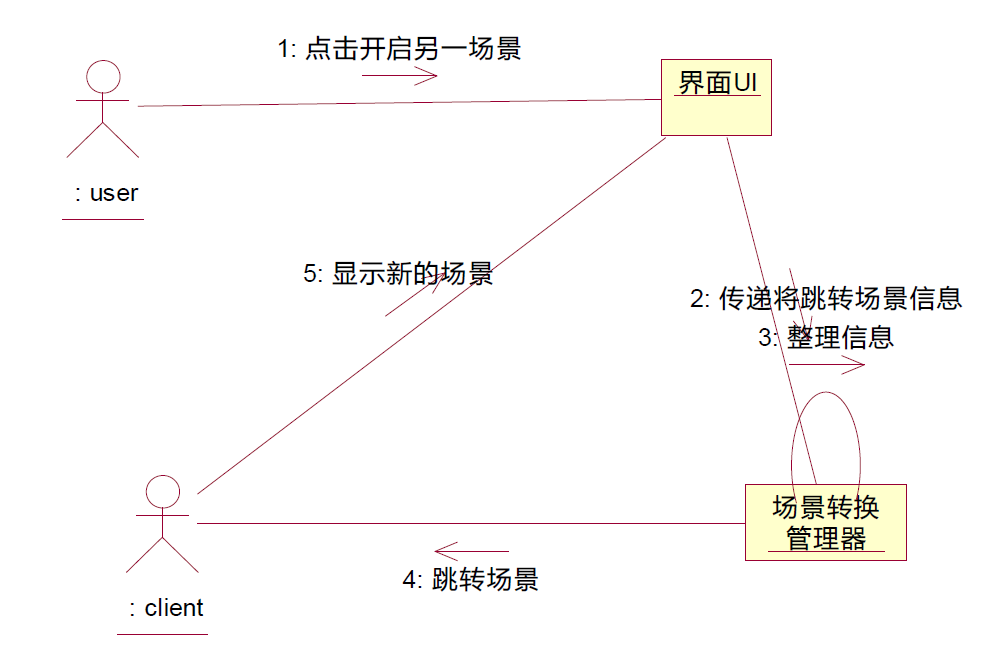 1: 点击开启另一场景
界面UI
: user
5: 显示新的场景
2: 传递将跳转场景信息
3: 整理信息
场景转换
管理器
4: 跳转场景
: client